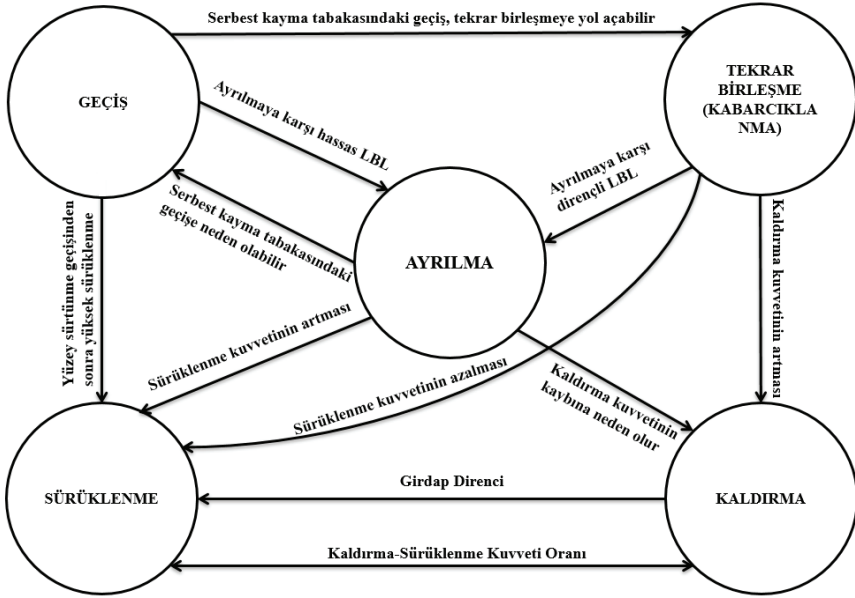 Serbest kayma tabakasındaki geçiş, tekrar birleşmeye yol açabilir
GEÇİŞ
TEKRAR
BİRLEŞME
(KABARCIKLA
NMA)
Ayrılmaya karşı hassas LBL
Ayrılmaya karşı
dirençli LBL
Serbest kayma tabakasındaki
geçişe neden olabilir
AYRILMA
Yüzey sürtünme geçişinden
sonra yüksek sürüklenme
Kaldırma kuvvetinin artması
Sürüklenme kuvvetinin artması
Sürüklenme kuvvetinin azalması
Kaldırma kuvvetinin
kaybına neden olur
SÜRÜKLENME
Girdap Direnci
KALDIRMA
Kaldırma-Sürüklenme Kuvveti Oranı